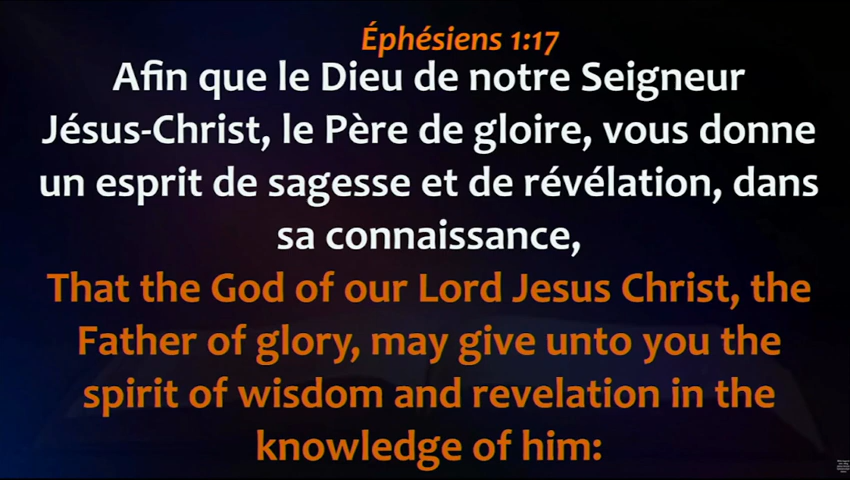 Éphésiens 1:17
Afin que le Dieu de notre Seigneur
Jésus-Christ, le Père de gloire, vous donne
un esprit de sagesse et de révélation, dans
sa connaissance,
That the God of our Lord Jesus Christ, the
Father of glory, may give unto you the
spirit of wisdom and revelation in the
knowledge of him: